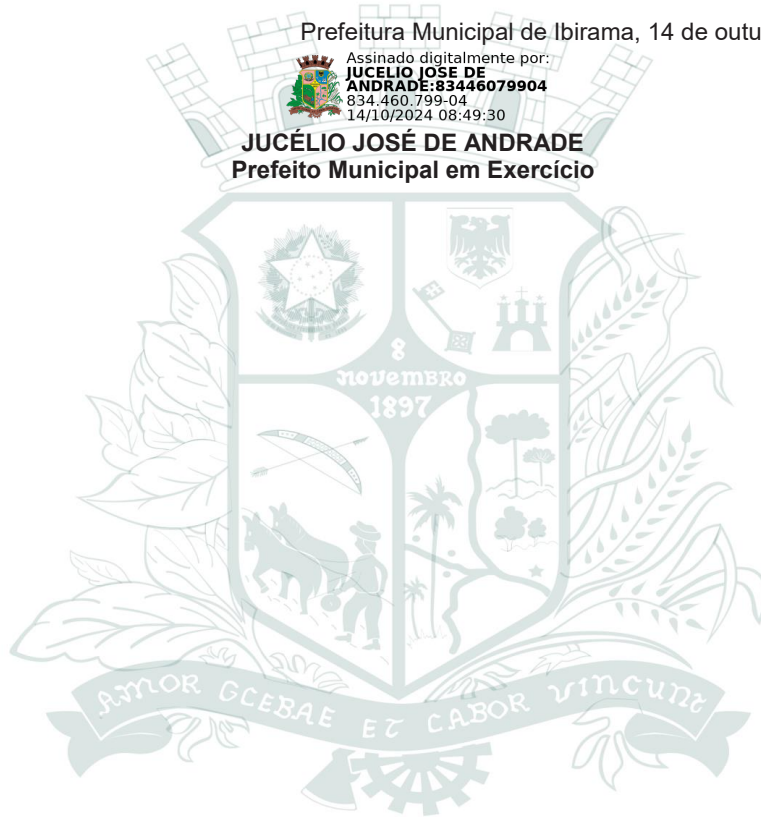 Prefeitura Municipal de Ibirama, 14 de outu
Assinado digitalmente por:
JUCELIO JOSE DE
ANDRADE:83446079904
834.460.799-04
14/10/2024 08:49:30
JUCÉLIO JOSÉ DE ANDRADE
Prefeito Municipal em Exercício
8
NOVEMBRO
1897
AMOR GLEBAE ET LABOR VINCUNT